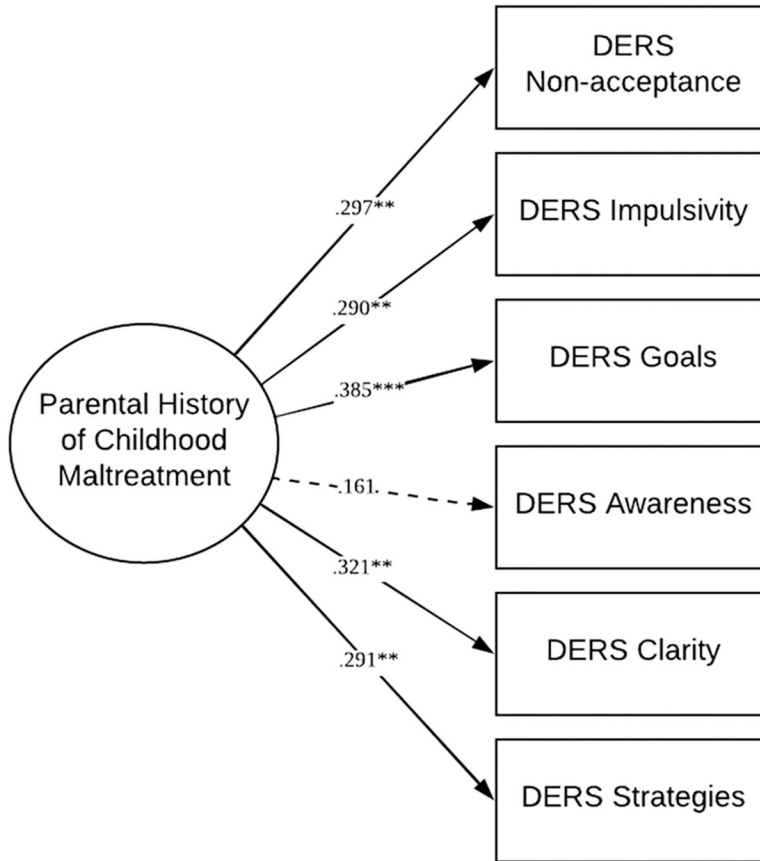 DERS
Non-acceptance
.297**
DERS Impulsivity
.290**
DERS Goals
.385***
Parental History
of Childhood
Maltreatment
.161.
DERS Awareness
.321**
DERS Clarity
.291**
DERS Strategies